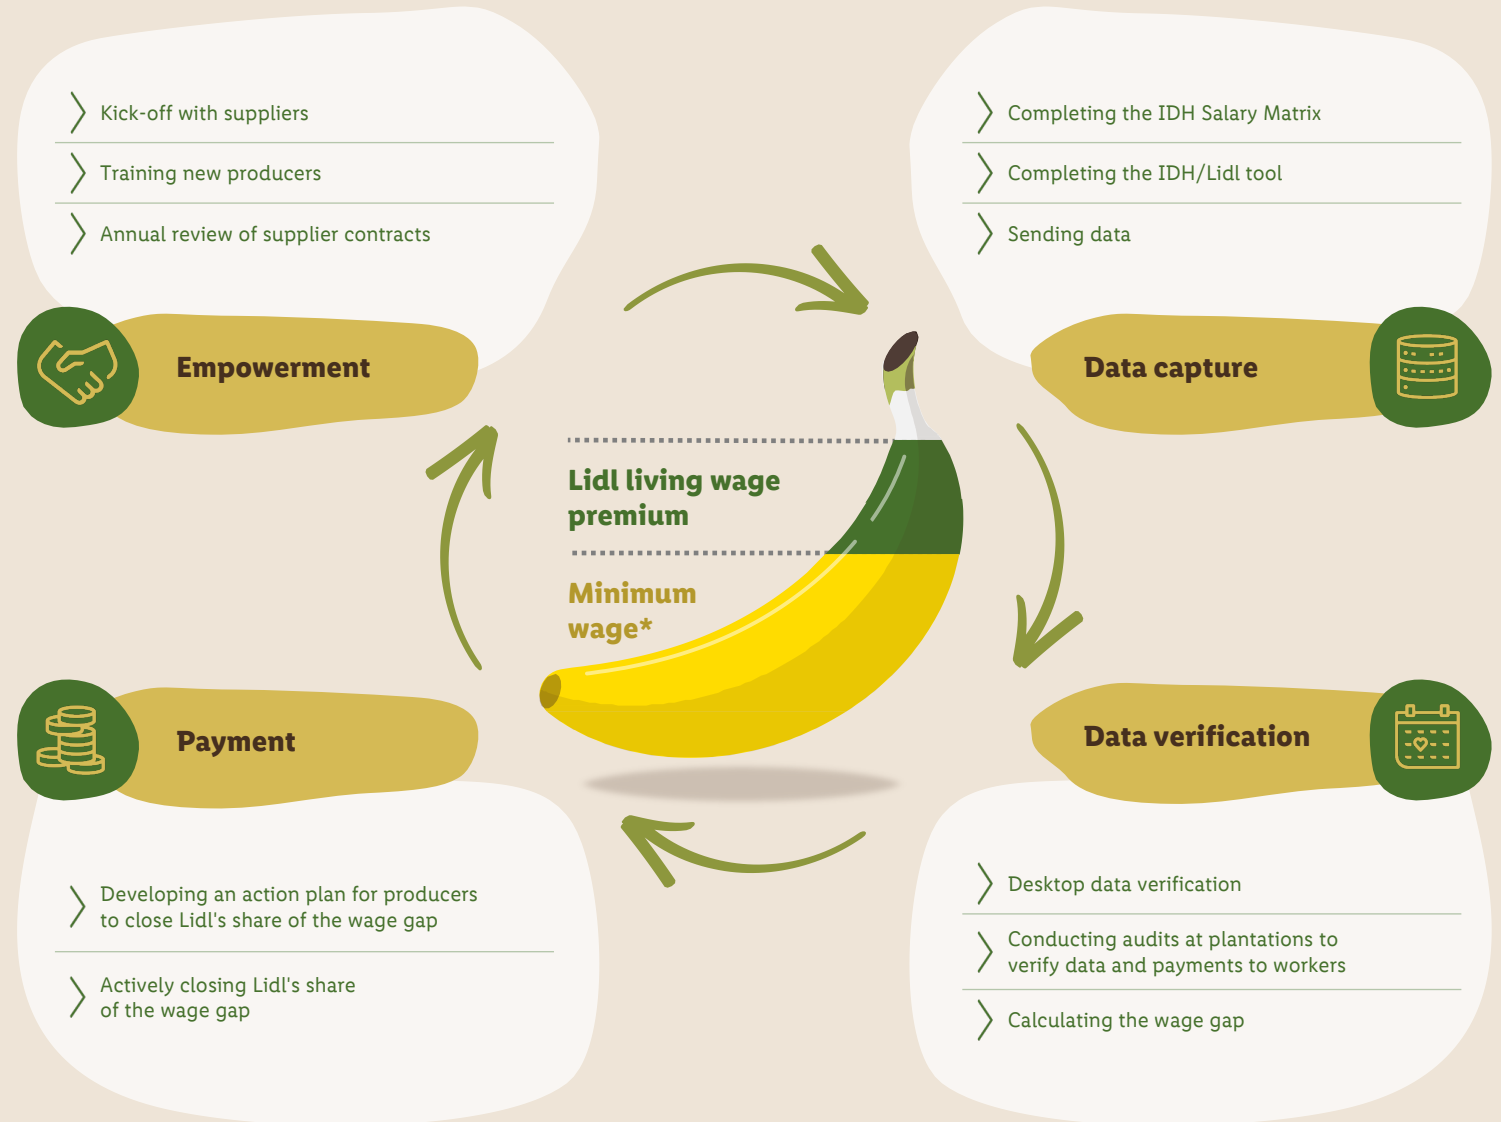 Kick-off with suppliers
Training new producers
Annual review of supplier contracts
Empowerment
Completing the IDH Salary Matrix
Completing the IDH/Lidl tool
Sending data
Data capture
Lidl living wage
premium
Minimum
wage*
Payment
Developing an action plan for producers
to close Lidl's share of the wage gap
Actively closing Lidl's share
of the wage gap
Data verification
Desktop data verification
Conducting audits at plantations to
verify data and payments to workers
Calculating the wage gap